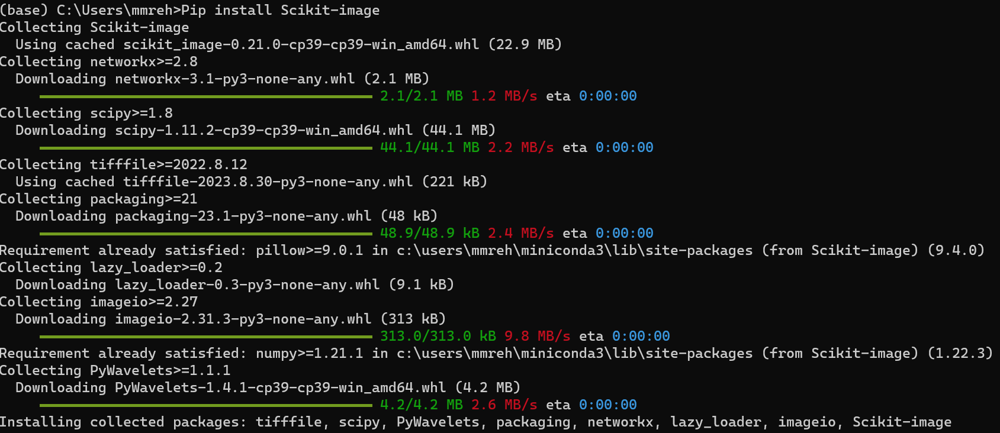 (base) C:\Users\mmreh>Pip install Scikit-image
Collecting Scikit-image
  Using cached scikit_image-0.21.0-cp39-cp39-win_amd64.whl (22.9 MB)
Collecting networkx>=2.8
  Downloading networkx-3.1-py3-none-any.whl (2.1 MB)
2.1/2.1 MB 1.2 MB/s eta 0:00:00
Collecting scipy>=1.8
  Downloading scipy-1.11.2-cp39-cp39-win_amd64.whl (44.1 MB)
44.1/44.1 MB 2.2 MB/s eta 0:00:00
Collecting tifffile>=2022.8.12
  Using cached tifffile-2023.8.30-py3-none-any.whl (221 kB)
Collecting packaging>=21
  Downloading packaging-23.1-py3-none-any.whl (48 kB)
48.9/48.9 kB 2.4 MB/s eta 0:00:00
Requirement already satisfied: pillow>=9.0.1 in c:\users\mmreh\miniconda3\lib\site-packages (from Scikit-image) (9.4.0)
Collecting lazy_loader>=0.2
  Downloading lazy_loader-0.3-py3-none-any.whl (9.1 kB)
Collecting imageio>=2.27
  Downloading imageio-2.31.3-py3-none-any.whl (313 kB)
313.0/313.0 kB 9.8 MB/s eta 0:00:00
Requirement already satisfied: numpy>=1.21.1 in c:\users\mmreh\miniconda3\lib\site-packages (from Scikit-image) (1.22.3)
Collecting PyWavelets>=1.1.1
  Downloading PyWavelets-1.4.1-cp39-cp39-win_amd64.whl (4.2 MB)
4.2/4.2 MB 2.6 MB/s eta 0:00:00
Installing collected packages: tifffile, scipy, PyWavelets, packaging, networkx, lazy_loader, imageio, Scikit-image